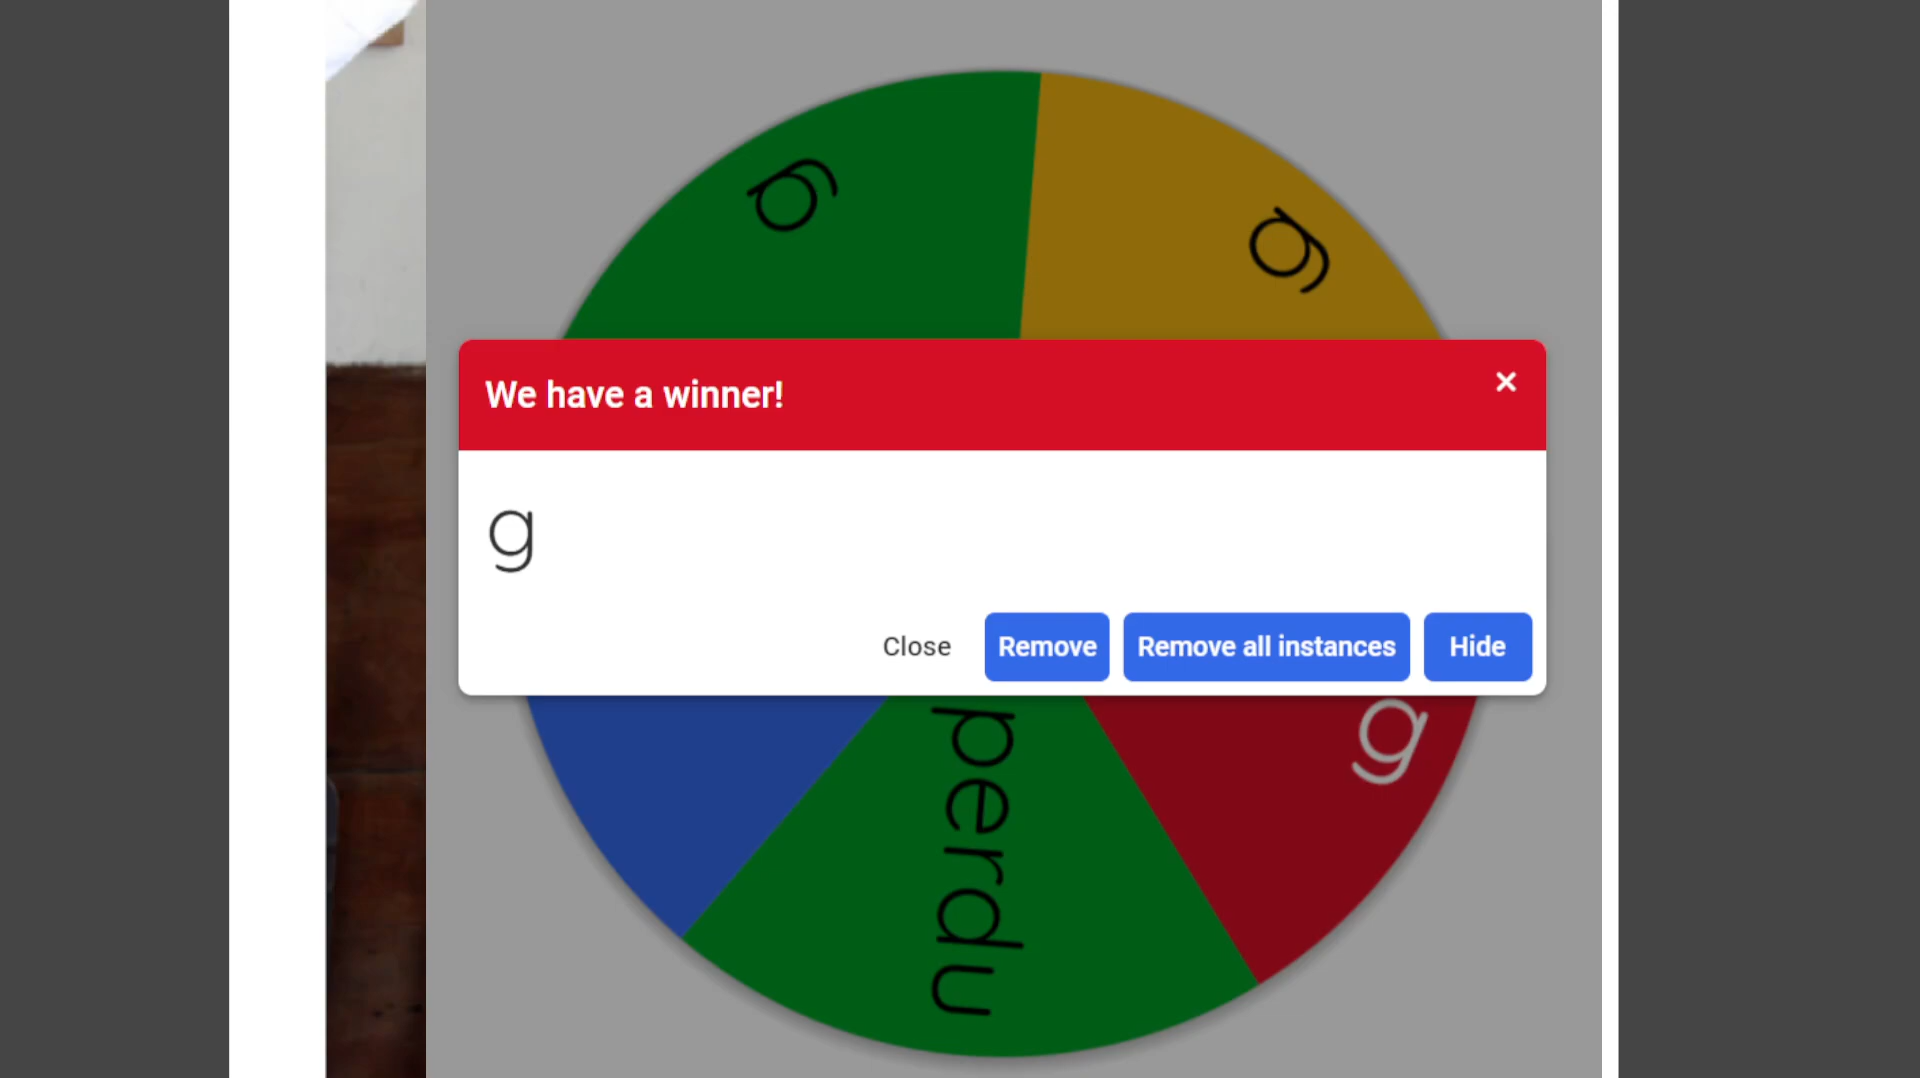 g
g
We have a winner!
g
Close
Remove
Remove all instances
Hide
g
perdu